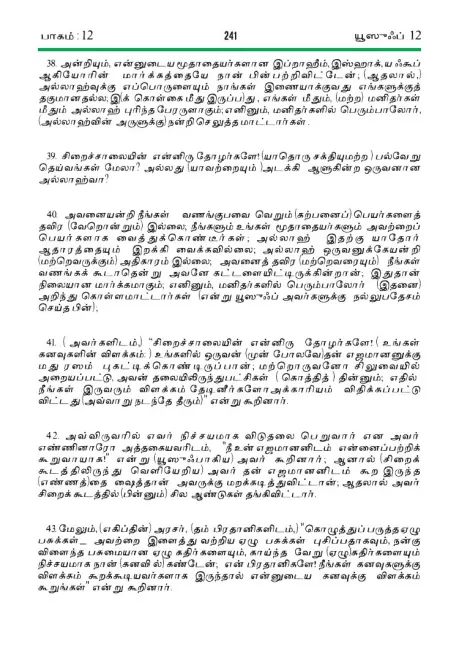 பாகம் : 12 241 யூஸுஃப் 12
38. அன்றியும், என்னுடைய மூதாதையர்களான இப்றாஹீம், இஸ்ஹாக், யஃகூப்
ஆகியோரின் மார்க்கத்தையே நான் பின்பற்றிவிட்டேன்; (ஆதலால்,)
அல்லாஹ்வுக்கு எப்பொருளையும் நாங்கள் இணையாக்குவது எங்களுக்குத்
தகுமானதல்ல; இ(க் கொள்கை மீது இருப்ப)து , எங்கள் மீதும், (மற்ற) மனிதர்கள்
மீதும் அல்லாஹ் புரிந்த பேரருளாகும்; எனினும், மனிதர்களில் பெரும்பாலோர்,
(அல்லாஹ்வின் அருளுக்கு) நன்றி செலுத்தமாட்டார்கள் .
39. சிறைச்சாலையின் என்னிரு தோழர்களே! (யாதொரு சக்தியுமற்ற ) பல்வேறு
தெய்வங்கள் மேலா? அல்லது (யாவற்றையும் )அடக்கி ஆளுகின்ற ஒருவனான
அல்லாஹ்வா?
40. அவனையன்றி நீங்கள் வணங்குபவை வெறும் (கற்பனைப்) பெயர்களைத்
தவிர (வேறொன்றும்) இல்லை; நீங்களும் உங்கள் மூதாதையர்களும் அவற்றைப்
பெயர்களாக வைத்துக்கொண்டீர்கள்; அல்லாஹ் இதற்கு யாதோர்
ஆதாரத்தையும் இறக்கி வைக்கவில்லை; அல்லாஹ் ஒருவனுக்கேயன்றி
(மற்றெவருக்கும்) அதிகாரம் இல்லை; அவனைத் தவிர (மற்றெவரையும்) நீங்கள்
வணங்கக் கூடாதென்று அவனே கட்டளையிட்டிருக்கின்றான்; இதுதான்
நிலையான மார்க்கமாகும்; எனினும், மனிதர்களில் பெரும்பாலோர் (இதனை)
அறிந்து கொள்ளமாட்டார்கள் (என்று யூஸுஃப் அவர்களுக்கு நல்லுபதேசம்
செய்த பின்);
41. ( அவர்களிடம்,) "சிறைச்சாலையின் என்னிரு தோழர்களே! ( உங்கள்
கனவுகளின் விளக்கம்: ) உங்களில் ஒருவன் (முன் போலவே)தன் எஜமானனுக்கு
மது ரஸம் புகட்டிக்கொண்டிருப்பான்; மற்றொருவனோ சிலுவையில்
அறையப்பட்டு, அவன் தலையிலிருந்து பட்சிகள் ( கொத்தித் ) தின்னும்; எதில்
நீங்கள் இருவரும் விளக்கம் தேடினீர்களோ அக்காரியம் விதிக்கப்பட்டு
விட்டது (அவ்வாறு நடந்தே தீரும்)" என்று கூறினார்.
42. அவ்விருவரில் எவர் நிச்சயமாக விடுதலை பெறுவார் என அவர்
எண்ணினாரோ அத்தகையவரிடம், "நீ உன் எஜமானனிடம் என்னைப்பற்றிக்
கூறுவாயாக!" என்று (யூஸுஃபாகிய) அவர் கூறினார்; ஆனால் (சிறைக்
கூடத்திலிருந்து வெளியேறிய) அவர் தன் எஜமானனிடம் கூற இருந்த
(எண்ணத்)தை ஷைத்தான் அவருக்கு மறக்கடித்துவிட்டான்; ஆதலால் அவர்
சிறைக் கூடத்தில் (பின்னும்) சில ஆண்டுகள் தங்கிவிட்டார்.
43. மேலும், (எகிப்தின்) அரசர், (தம் பிரதானிகளிடம்,) "கொழுத்துப் பருத்த ஏழு
பசுக்கள்_ அவற்றை இளைத்து வற்றிய ஏழு பசுக்கள் புசிப்பதாகவும், நன்கு
விளைந்த பசுமையான ஏழு கதிர்களையும், காய்ந்த வேறு (ஏழு)கதிர்களையும்
நிச்சயமாக நான் (கனவில்) கண்டேன்; என் பிரதானிகளே! நீங்கள் கனவுகளுக்கு
விளக்கம் கூறக்கூடியவர்களாக இருந்தால் என்னுடைய கனவுக்கு விளக்கம்
கூறுங்கள்" என்று கூறினார்.